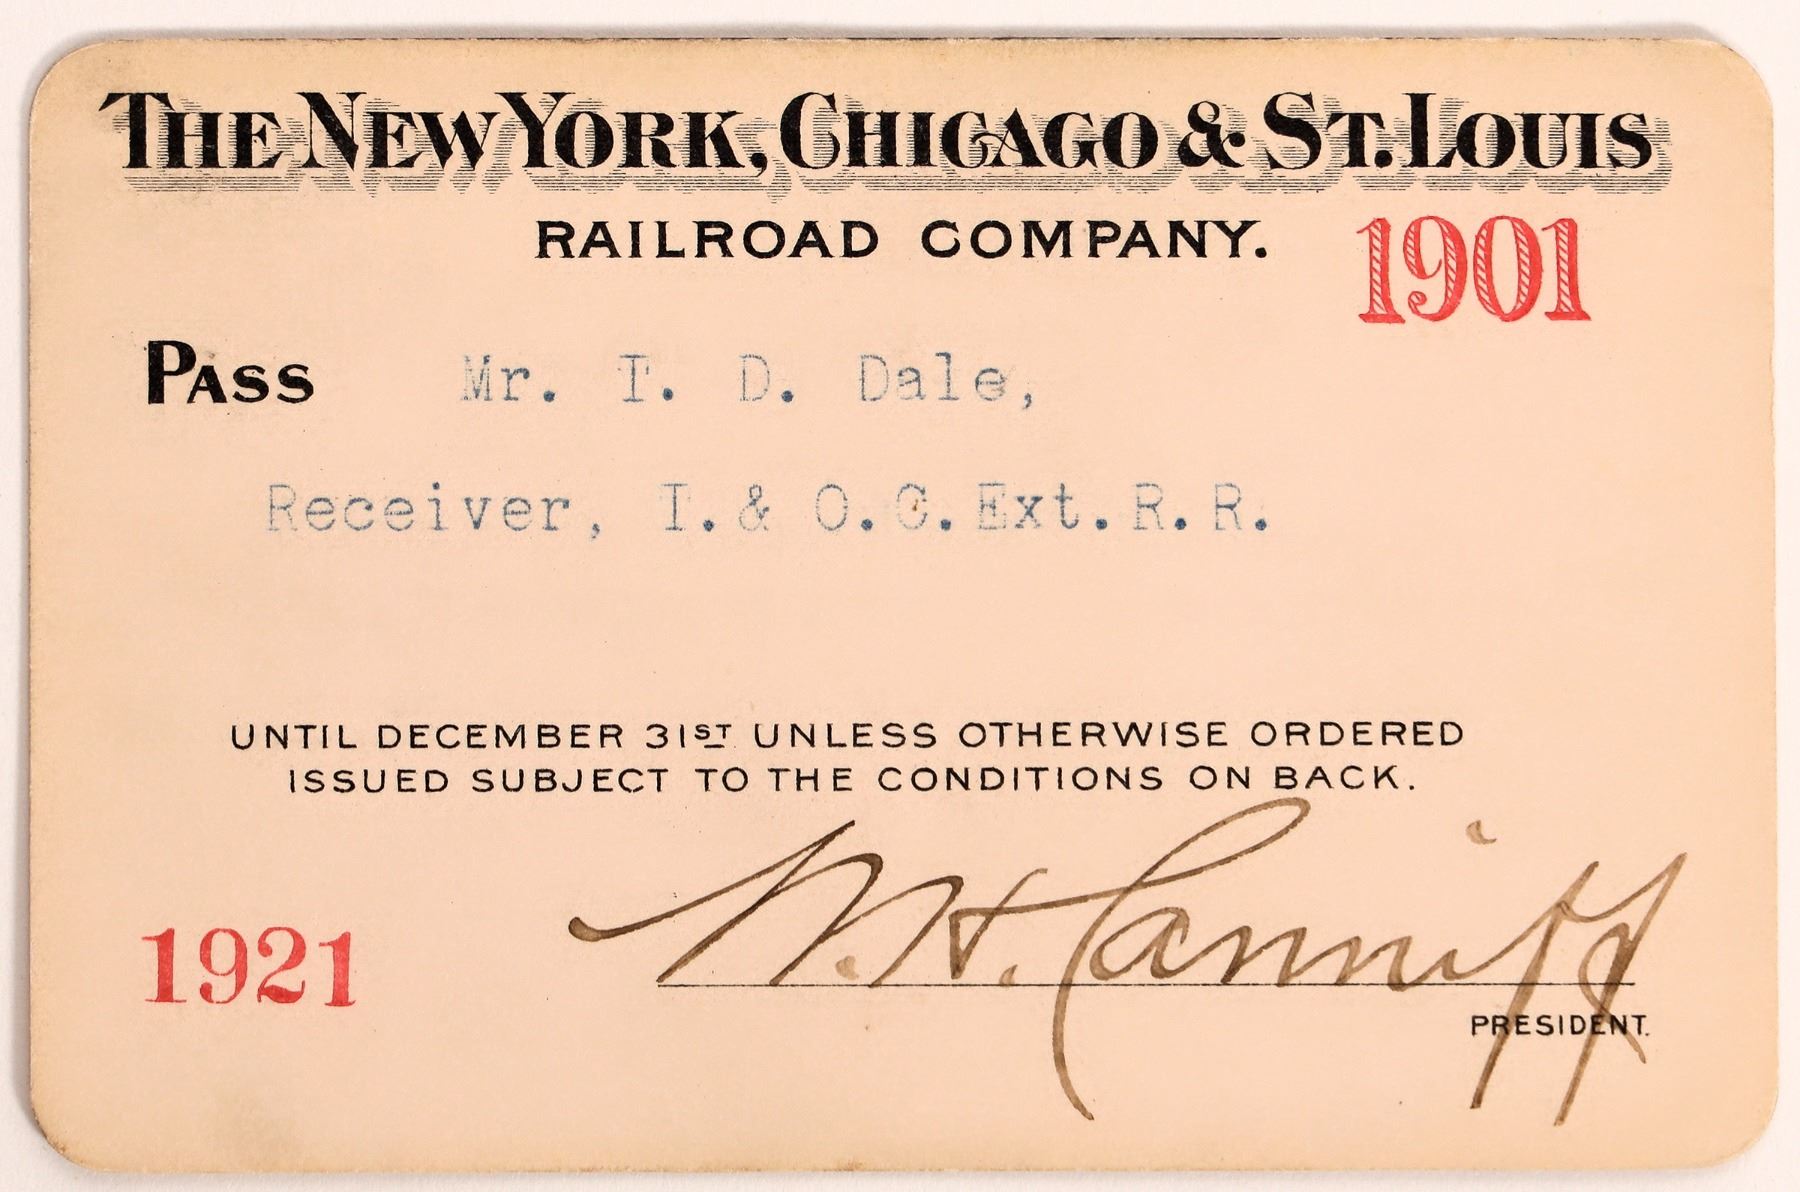 THE NEW YORK, CHICAGO & ST. LOUIS
RAILROAD COMPANY.
1901
PASS Mr. T. D. Dale,
Receiver, T. & O. C. Ext. R. R.
UNTIL DECEMBER 31ST UNLESS OTHERWISE ORDERED
ISSUED SUBJECT TO THE CONDITIONS ON BACK.
W. H. Canniff
1921
PRESIDENT.